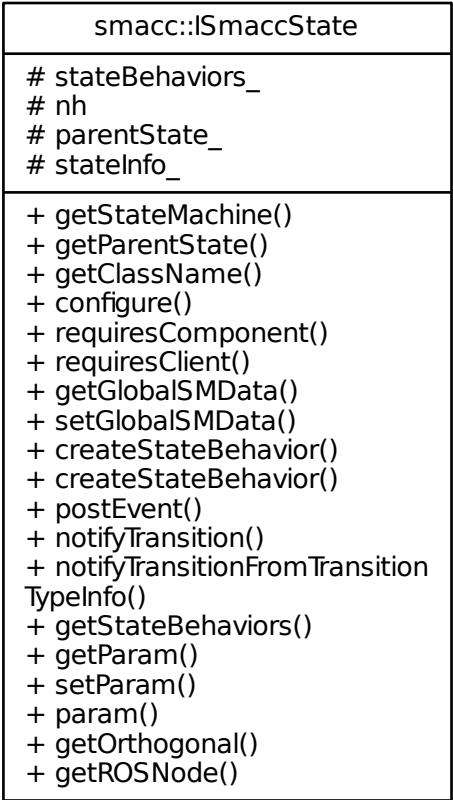 smacc::ISmaccState
# stateBehaviors_
# nh
# parentState_
# stateInfo_
+ getStateMachine()
+ getParentState()
+ getClassName()
+ configure()
+ requiresComponent()
+ requiresClient()
+ getGlobalSMData()
+ setGlobalSMData()
+ createStateBehavior()
+ createStateBehavior()
+ postEvent()
+ notifyTransition()
+ notifyTransitionFromTransition
TypeInfo()
+ getStateBehaviors()
+ getParam()
+ setParam()
+ param()
+ getOrthogonal()
+ getROSNode()